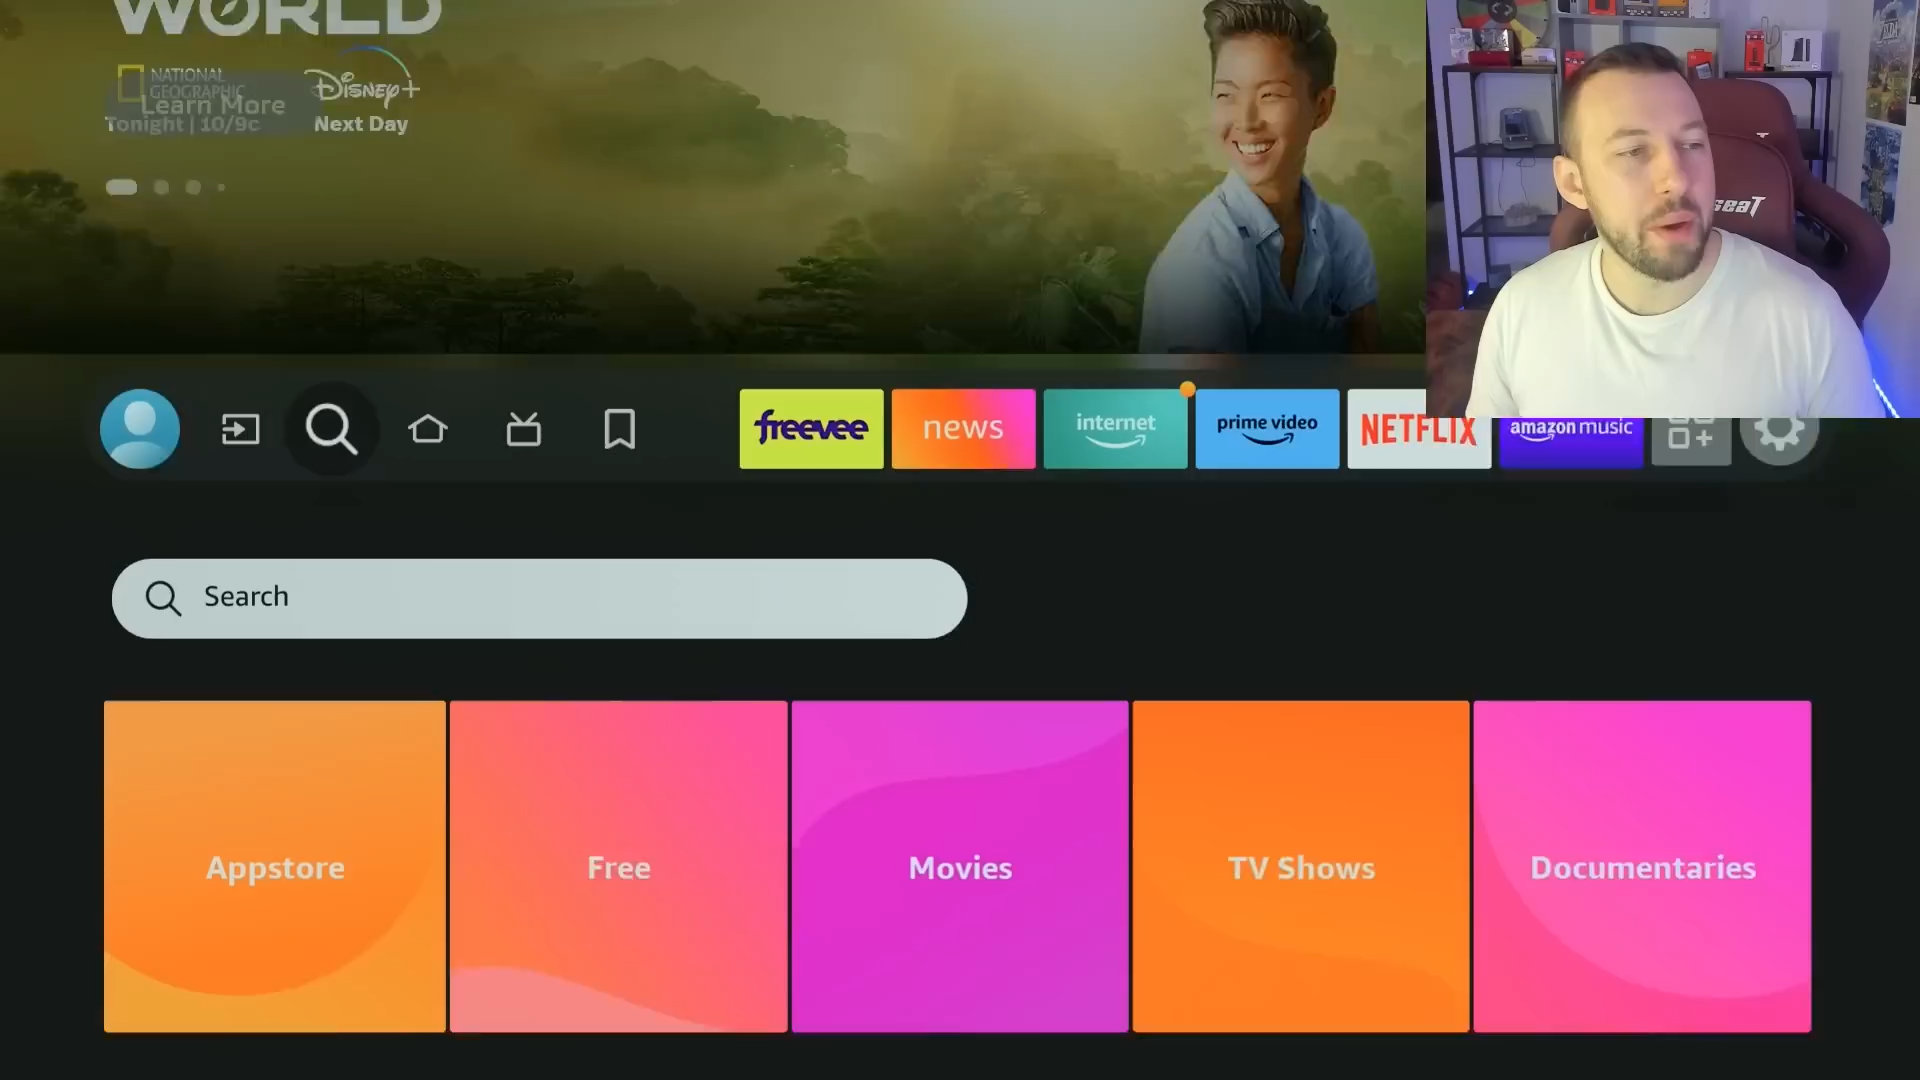 WORLD
NATIONAL
GEOGRAPHIC
Disney+
Learn More
Tonight | 10/9c
Next Day
seat
freevee
news
internet
prime video
NETFLIX
amazon music
Search
Appstore
Free
Movies
TV Shows
Documentaries